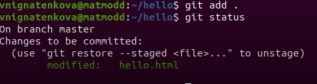 vnignatenkova@matmodd:~/hello$ git add .
vnignatenkova@matmodd:~/hello$ git status
On branch master
Changes to be committed:
  (use "git restore --staged <file>..." to unstage)
        modified:   hello.html